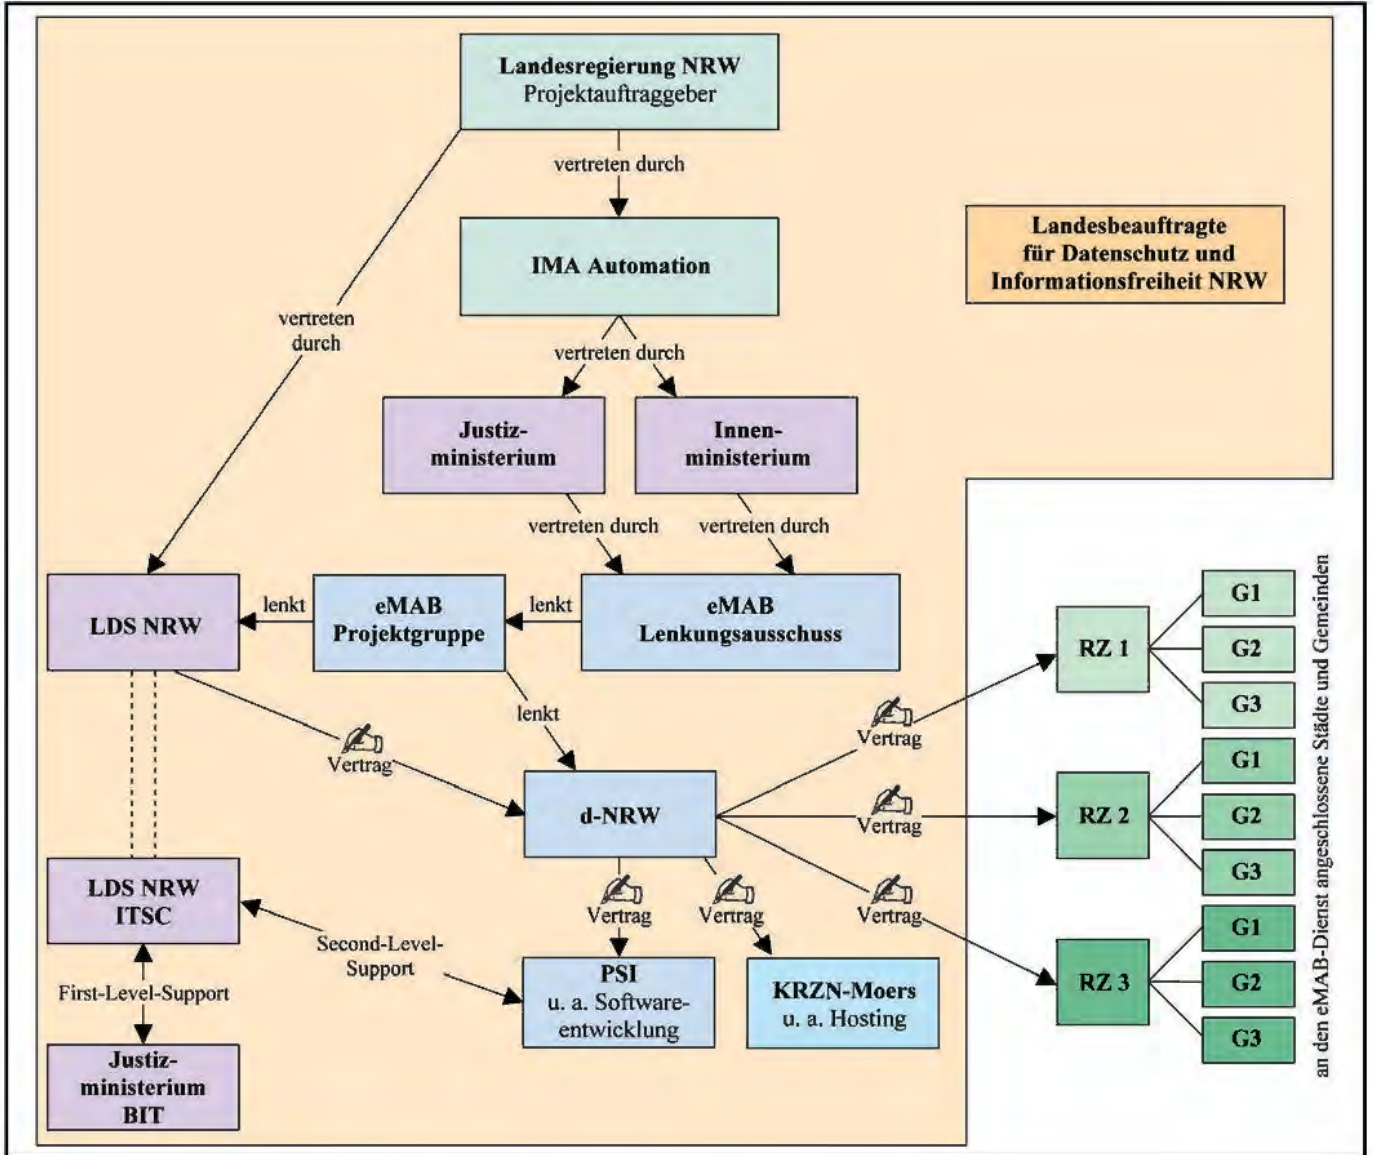 Landesregierung NRW
Projektauftraggeber
vertreten durch
IMA Automation
Landesbeauftragte
für Datenschutz und
Informationsfreiheit NRW
vertreten
durch
vertreten durch
Justiz-
ministerium
Innen-
ministerium
vertreten durch
vertreten durch
LDS NRW
lenkt
eMAB
Projektgruppe
lenkt
eMAB
Lenkungsausschuss
lenkt
Vertrag
d-NRW
Vertrag
Vertrag
Vertrag
Vertrag
Vertrag
LDS NRW
ITSC
Second-Level-
Support
First-Level-Support
PSI
u. a. Software-
entwicklung
KRZN-Moers
u. a. Hosting
Justiz-
ministerium
BIT
RZ 1
G1
G2
G3
RZ 2
G1
G2
G3
RZ 3
G1
G2
G3
an den eMAB-Dienst angeschlossene Städte und Gemeinden